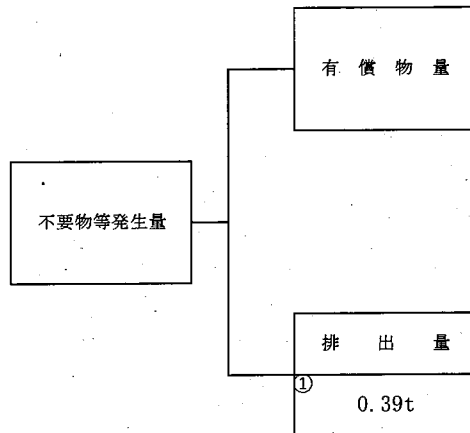 有償物量
不要物等発生量
排出量
①
0.39t